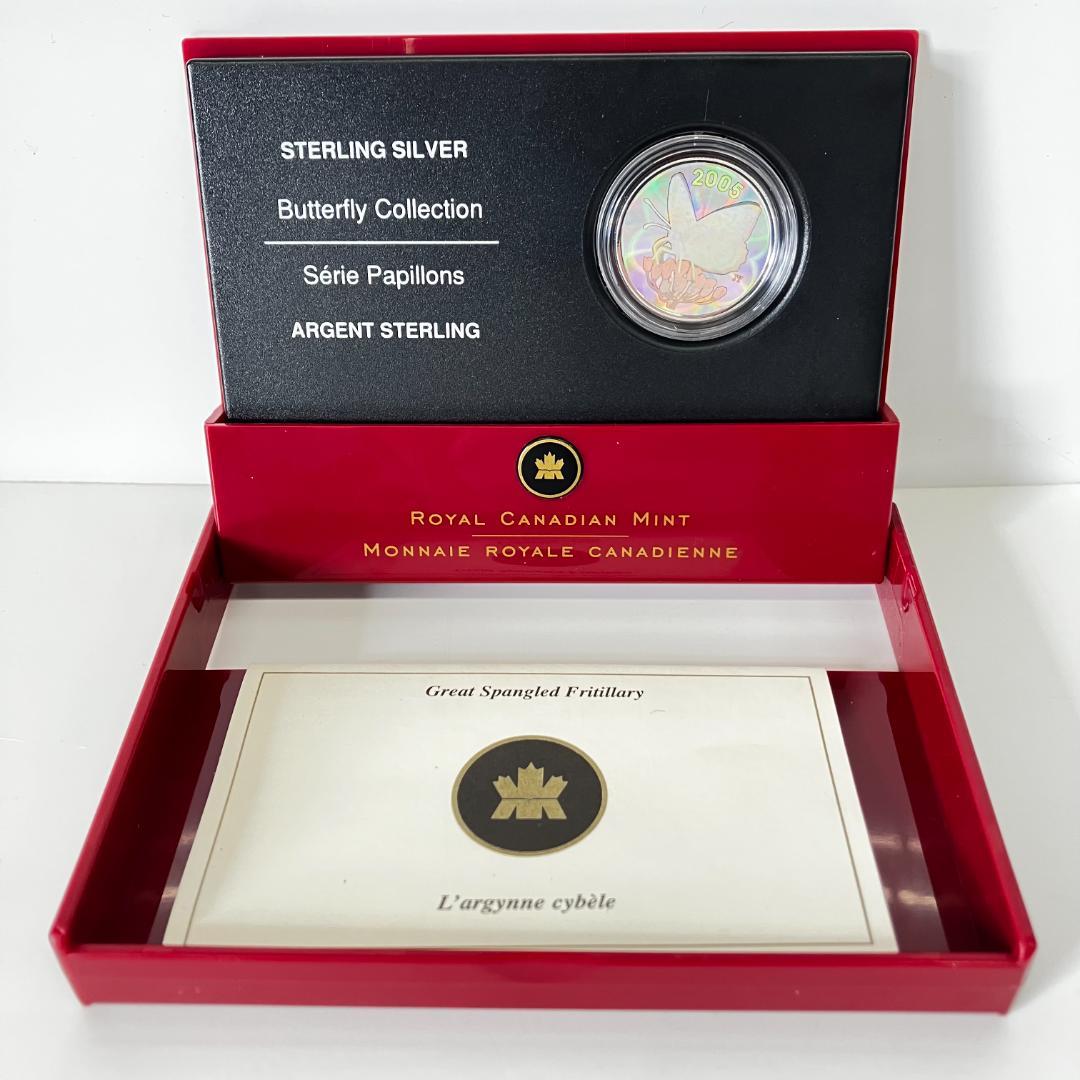 STERLING SILVER
Butterfly Collection
Série Papillons
ARGENT STERLING
2005
ROYAL CANADIAN MINT
MONNAIE ROYALE CANADIENNE
Great Spangled Fritillary
L'argynne cybèle